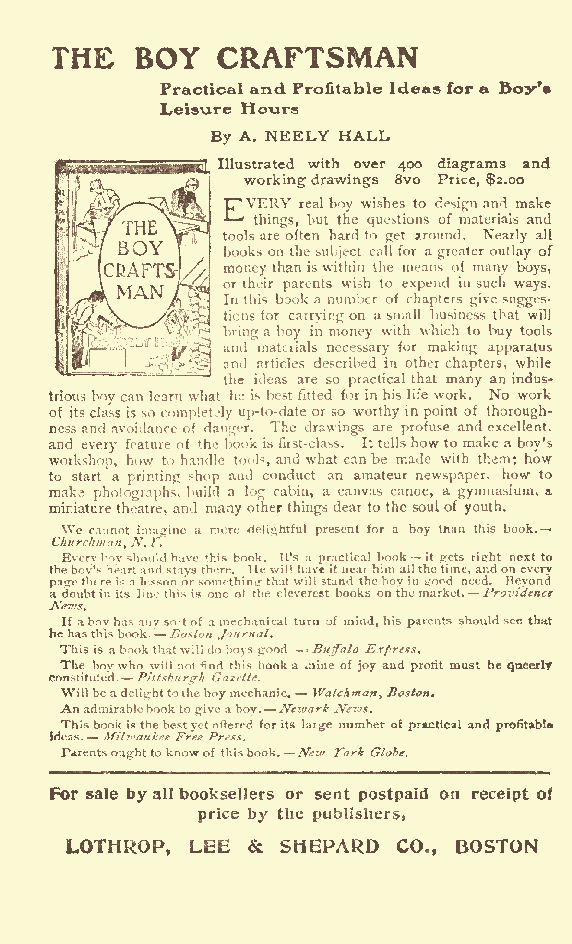 THE BOY CRAFTSMAN
Practical and Profitable Ideas for a Boy's
Leisure Hours
By A. NEELY HALL
Illustrated with over 400 diagrams and
working drawings 8vo Price, $2.00
THE
BOY
CRAFTS-
MAN
EVERY real boy wishes to design and make
things, but the questions of materials and
tools are often hard to get around. Nearly all
books on the subject call for a greater outlay of
money than is within the means of many boys,
or their parents wish to expend in such ways.
In this book a number of chapters give sugges-
tions for carrying on a small business that will
bring a boy in money with which to buy tools
and materials necessary for making apparatus
and articles described in other chapters, while
the ideas are so practical that many an indus-
trious boy can learn what he is best fitted for in his life work. No work
of its class is so completely up-to-date or so worthy in point of thorough-
ness and avoidance of danger. The drawings are profuse and excellent,
and every feature of the book is first-class. It tells how to make a boy's
workshop, how to handle tools, and what can be made with them; how
to start a printing shop and conduct an amateur newspaper, how to
make photographs, build a log cabin, a canvas canoe, a gymnasium, a
miniature theatre, and many other things dear to the soul of youth.
We cannot imagine a more delightful present for a boy than this book.—
Churchman, N. Y.
Every boy should have this book. It's a practical book—it gets right next to
the boy's heart and stays there. He will have it near him all the time, and on every
page there is a lesson or something that will stand the boy in good need. Beyond
a doubt in its line this is one of the cleverest books on the market.—Providence
News.
If a boy has any sort of a mechanical turn of mind, his parents should see that
he has this book.—Boston Journal.
This is a book that will do boys good.—Buffalo Express.
The boy who will not find this book a mine of joy and profit must be queerly
constituted.—Pittsburgh Gazette.
Will be a delight to the boy mechanic.—Watchman, Boston.
An admirable book to give a boy.—Newark News.
This book is the best yet offered for its large number of practical and profitable
ideas.—Milwaukee Free Press.
Parents ought to know of this book.—New York Globe.
For sale by all booksellers or sent postpaid on receipt of
price by the publishers,
LOTHROP, LEE & SHEPARD CO., BOSTON